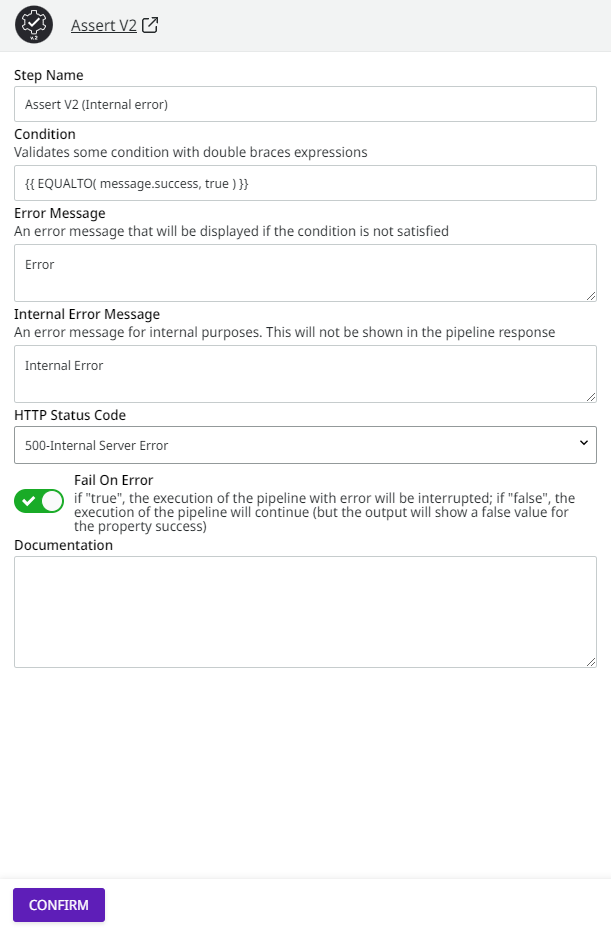 v.2
Assert V2
Step Name
Assert V2 (Internal error)
Condition
Validates some condition with double braces expressions
{{ EQUALTO( message.success, true ) }}
Error Message
An error message that will be displayed if the condition is not satisfied
Error
Internal Error Message
An error message for internal purposes. This will not be shown in the pipeline response
Internal Error
HTTP Status Code
500-Internal Server Error
Fail On Error
if "true", the execution of the pipeline with error will be interrupted; if "false", the
execution of the pipeline will continue (but the output will show a false value for
the property success)
Documentation
CONFIRM